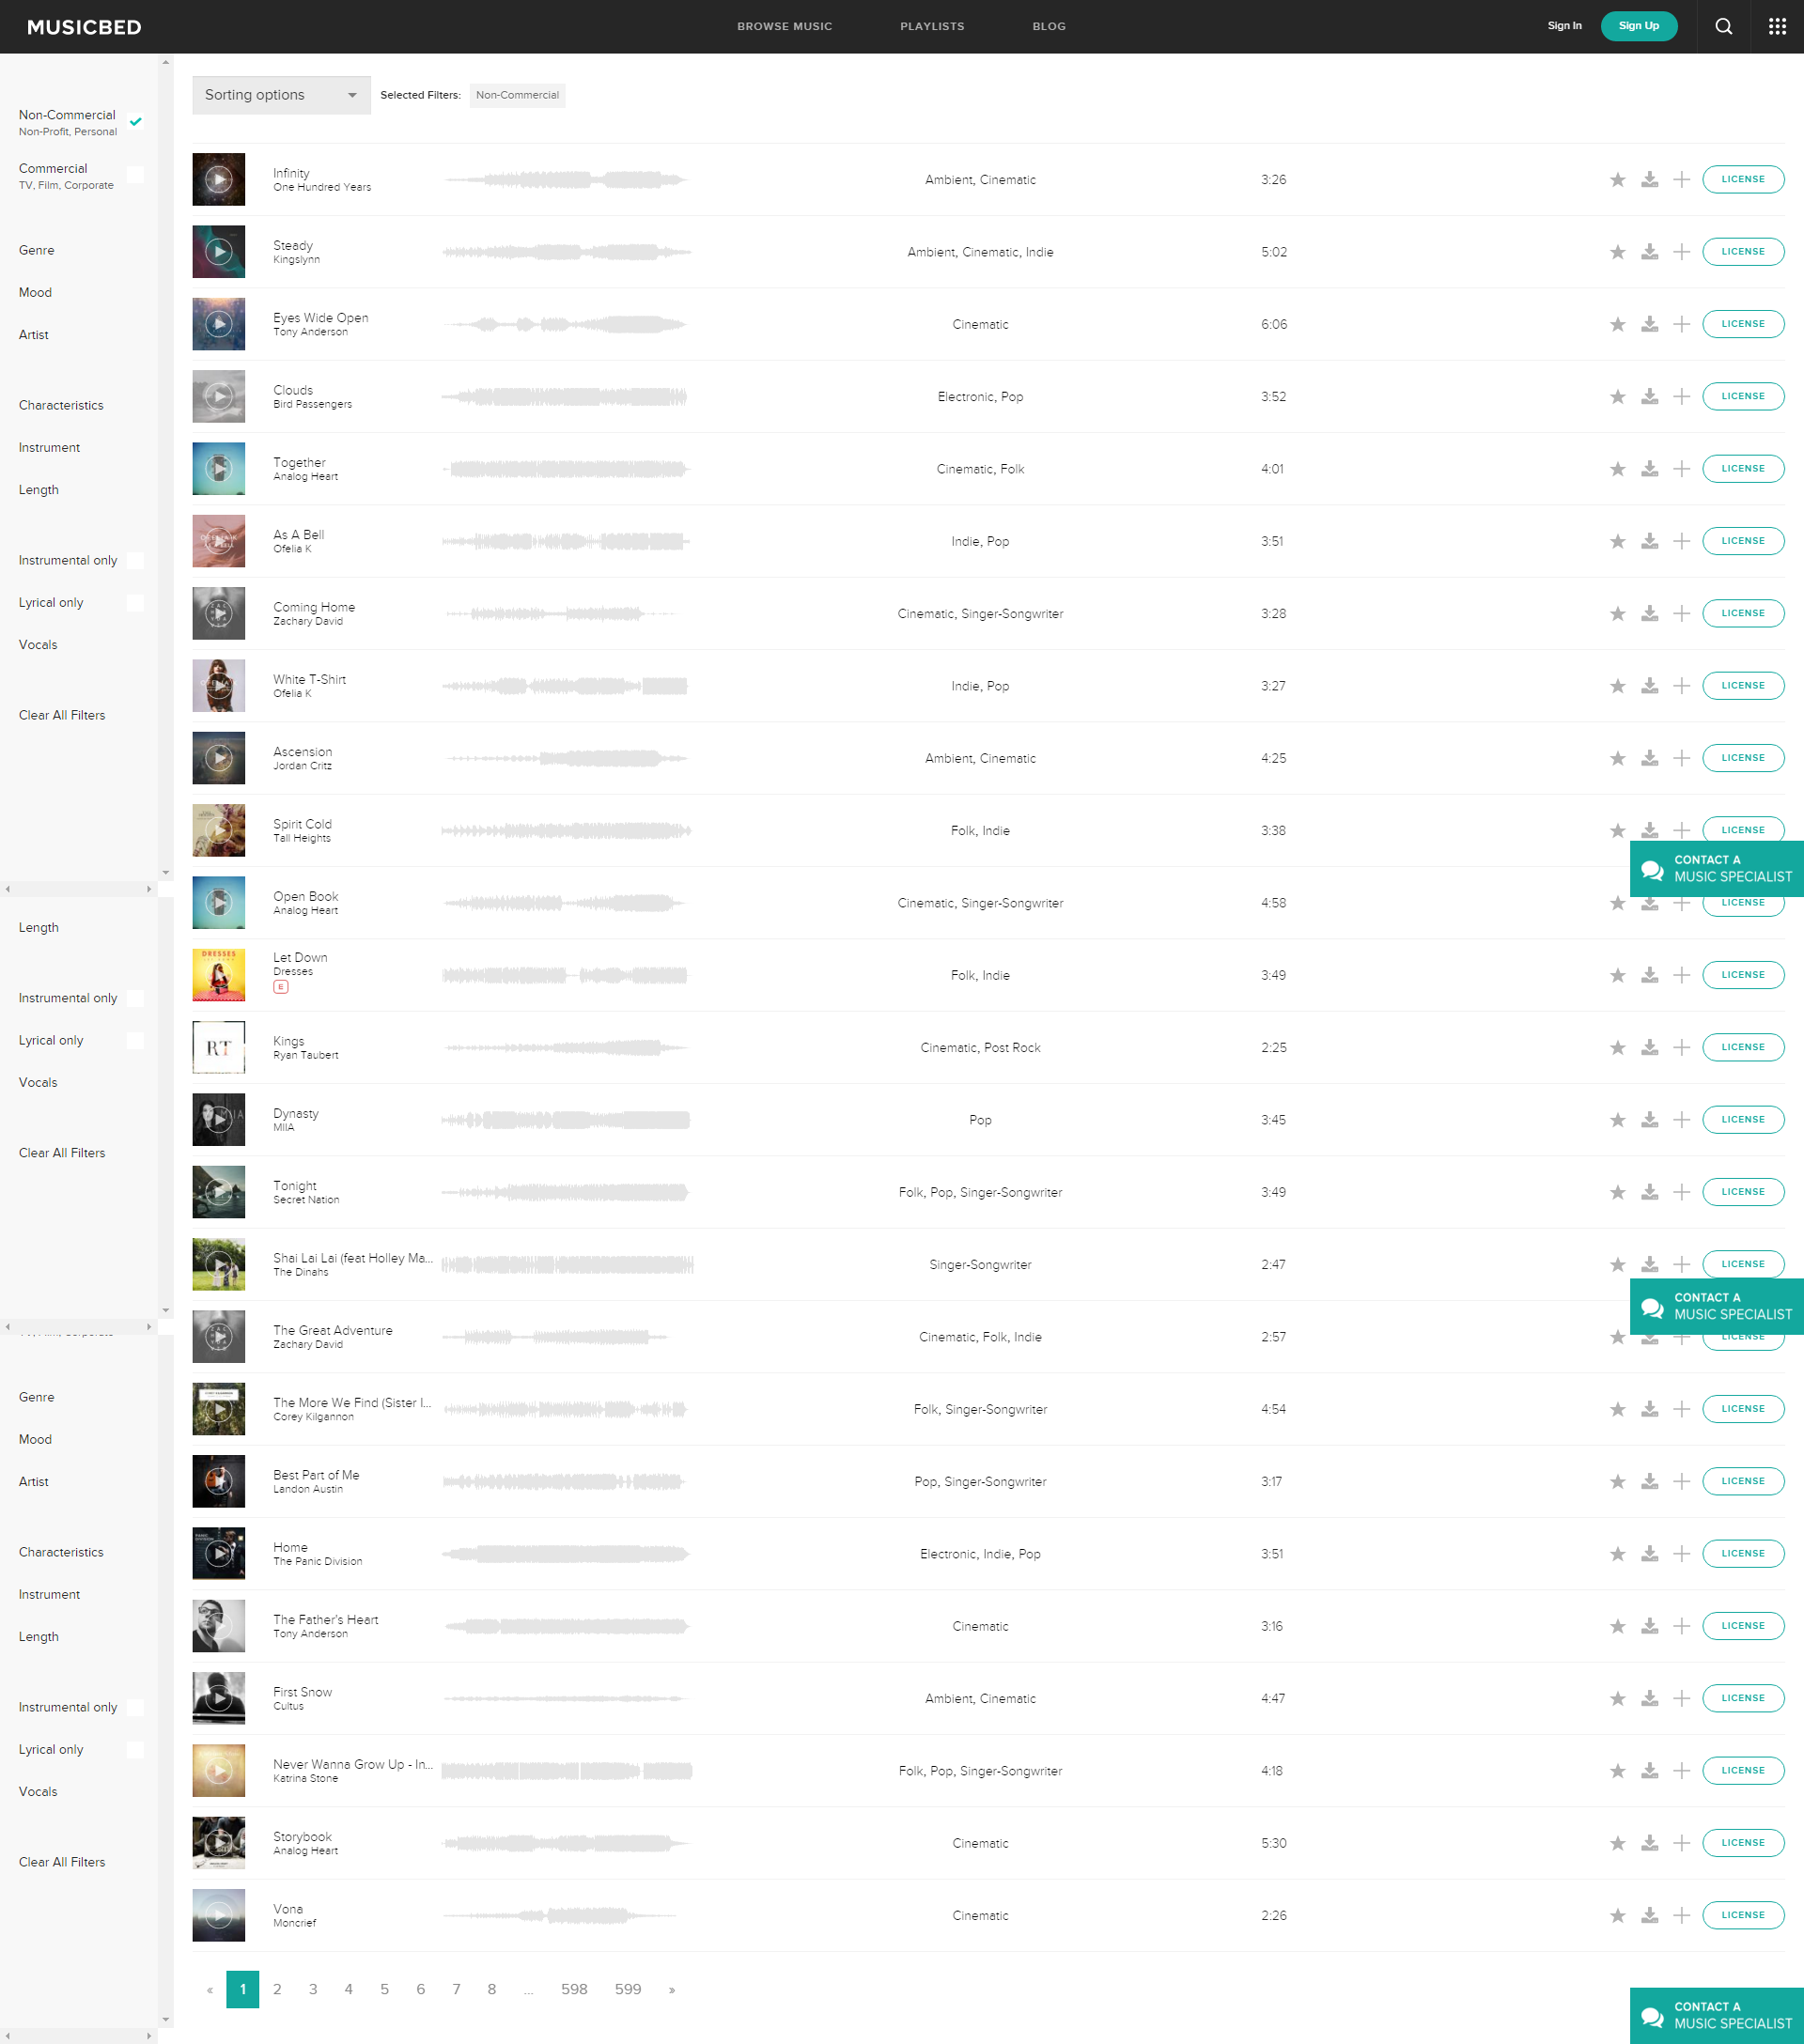 MUSICBED
BROWSE MUSIC
PLAYLISTS
BLOG
Sign In
Sign Up
Non-Commercial
Non-Profit, Personal
Commercial
TV, Film, Corporate
Genre
Mood
Artist
Characteristics
Instrument
Length
Instrumental only
Lyrical only
Vocals
Clear All Filters
Length
Instrumental only
Lyrical only
Vocals
Clear All Filters
Genre
Mood
Artist
Characteristics
Instrument
Length
Instrumental only
Lyrical only
Vocals
Clear All Filters
Sorting options
Selected Filters:
Non-Commercial
Infinity
One Hundred Years
Ambient, Cinematic
3:26
LICENSE
Steady
Kingslynn
Ambient, Cinematic, Indie
5:02
LICENSE
Eyes Wide Open
Tony Anderson
Cinematic
6:06
LICENSE
Clouds
Bird Passengers
Electronic, Pop
3:52
LICENSE
Together
Analog Heart
Cinematic, Folk
4:01
LICENSE
As A Bell
Ofelia K
Indie, Pop
3:51
LICENSE
Coming Home
Zachary David
Cinematic, Singer-Songwriter
3:28
LICENSE
White T-Shirt
Ofelia K
Indie, Pop
3:27
LICENSE
Ascension
Jordan Critz
Ambient, Cinematic
4:25
LICENSE
Spirit Cold
Tall Heights
Folk, Indie
3:38
LICENSE
CONTACT A
MUSIC SPECIALIST
Open Book
Analog Heart
Cinematic, Singer-Songwriter
4:58
LICENSE
DRESSES
Let Down
Dresses
E
Folk, Indie
3:49
LICENSE
RT
Kings
Ryan Taubert
Cinematic, Post Rock
2:25
LICENSE
Dynasty
MIIA
Pop
3:45
LICENSE
Tonight
Secret Nation
Folk, Pop, Singer-Songwriter
3:49
LICENSE
Shai Lai Lai (feat Holley Ma...
The Dinahs
Singer-Songwriter
2:47
LICENSE
CONTACT A
MUSIC SPECIALIST
The Great Adventure
Zachary David
Cinematic, Folk, Indie
2:57
LICENSE
The More We Find (Sister I...
Corey Kilgannon
Folk, Singer-Songwriter
4:54
LICENSE
Best Part of Me
Landon Austin
Pop, Singer-Songwriter
3:17
LICENSE
Home
The Panic Division
Electronic, Indie, Pop
3:51
LICENSE
The Father's Heart
Tony Anderson
Cinematic
3:16
LICENSE
First Snow
Cultus
Ambient, Cinematic
4:47
LICENSE
Never Wanna Grow Up - In...
Katrina Stone
Folk, Pop, Singer-Songwriter
4:18
LICENSE
Storybook
Analog Heart
Cinematic
5:30
LICENSE
Vona
Moncrief
Cinematic
2:26
LICENSE
« 1 2 3 4 5 6 7 8 ... 598 599 »
CONTACT A
MUSIC SPECIALIST